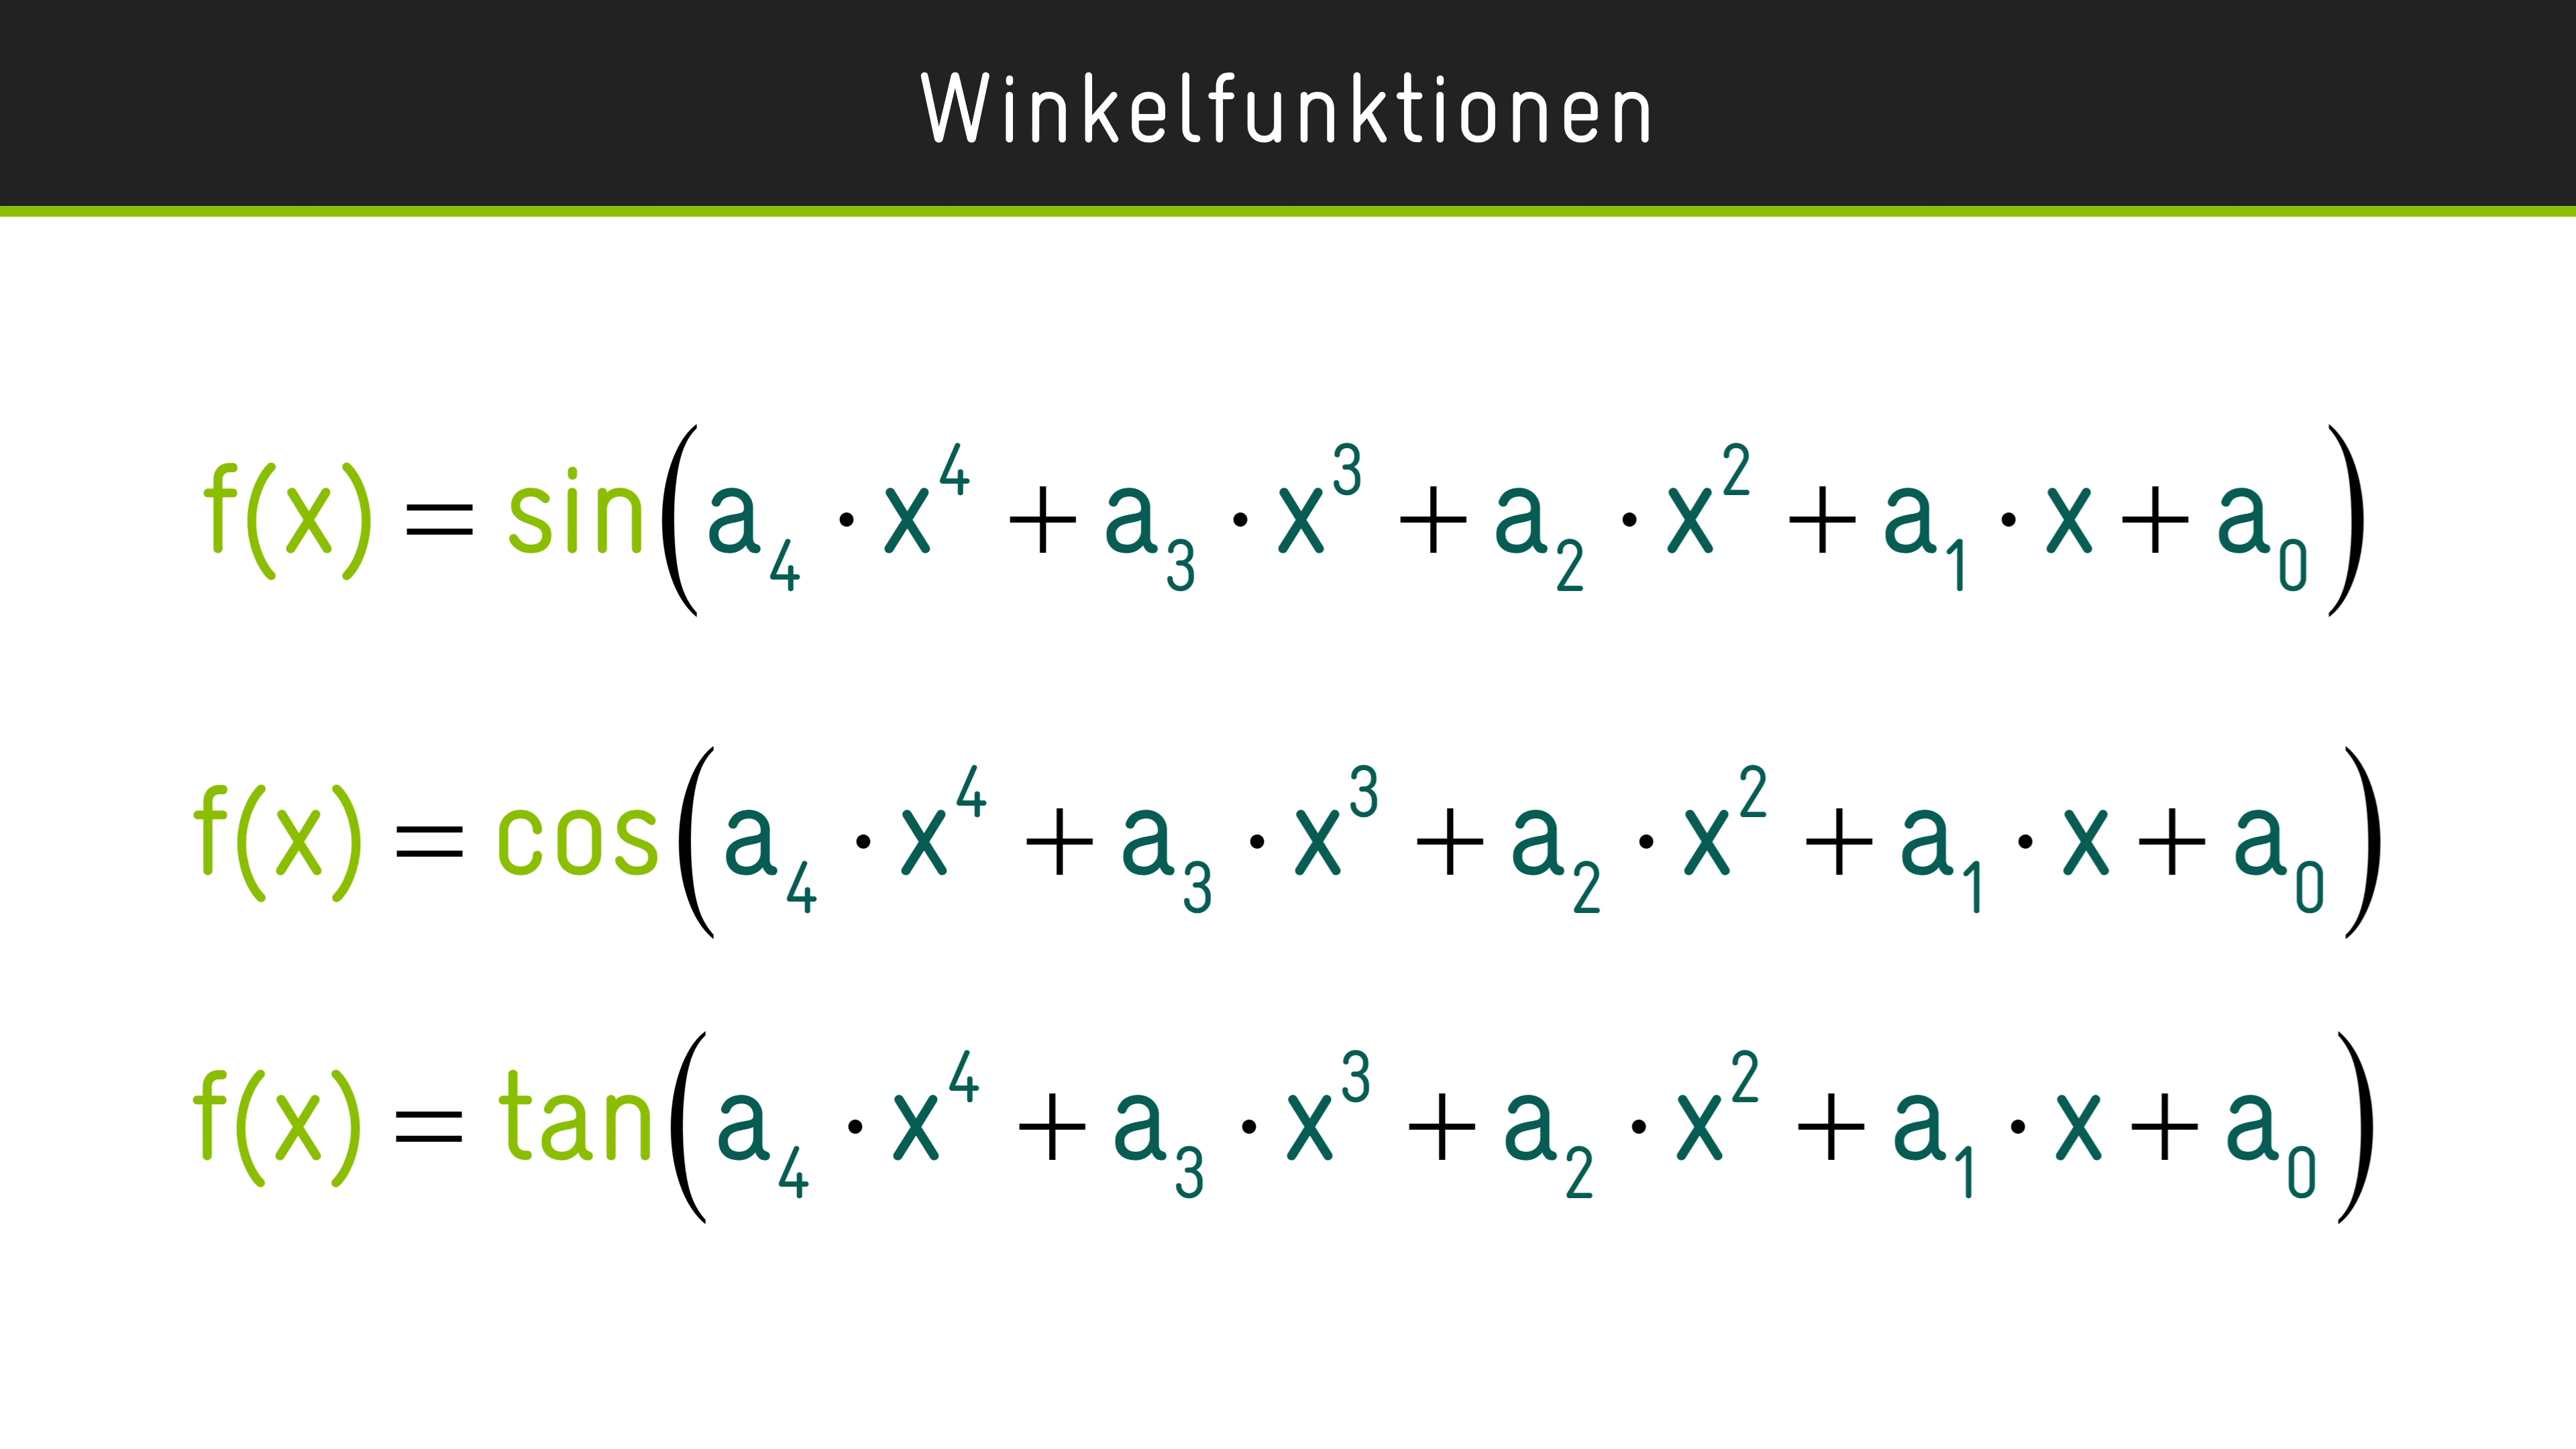 Winkelfunktionen
f(x) = sin(a₄ · x⁴ + a₃ · x³ + a₂ · x² + a₁ · x + a₀)
f(x) = cos(a₄ · x⁴ + a₃ · x³ + a₂ · x² + a₁ · x + a₀)
f(x) = tan(a₄ · x⁴ + a₃ · x³ + a₂ · x² + a₁ · x + a₀)